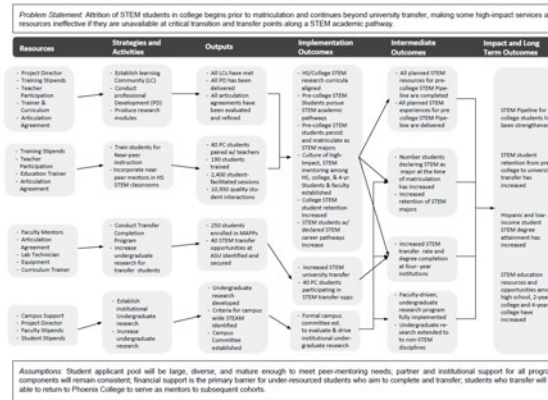 Problem Statement: Attrition of STEM students in college begins prior to matriculation and continues beyond university transfer, making some high-impact services a
resources ineffective if they are unavailable at critical transition and transfer points along a STEM academic pathway.
Resources
Strategies and
Activities
Outputs
Implementation
Outcomes
Intermediate
Outcomes
Impact and Long
Term Outcomes
- Project Director
- Training Stipends
- Teacher
Participation
- Trainer &
Curriculum
- Articulation
Agreement
- Establish learning
Community (LC)
- Conduct
professional
Development (PD)
- Produce research
modules
- All LCs have met
- All PD has been
delivered
- All articulation
agreements have
been evaluated
and refined
- HS/College STEM
research curricula
aligned
- Pre-college STEM
Students pursue
STEM academic
pathways
- Pre-college STEM
students persist
and matriculate as
STEM majors
- Culture of high-
impact, STEM
mentoring among
HS, college, & 4-yr.
Students & faculty
established
- College STEM
student retention
increased
- STEM students w/
declared STEM
career pathways
increase
- All planned STEM
resources for pre-
college STEM Pipe-
line are completed
- All planned STEM
experiences for pre-
college STEM Pipe-
line are delivered
STEM Pipeline for
college students h
been strengthene
- Training Stipends
- Teacher
Participation
- Education Trainer
- Articulation
Agreement
- Train students for
Near-peer
Instruction
- Incorporate near
peer mentors in HS
STEM classrooms
- 40 PC students
paired w/ teachers
- 190 students
trained
- 2,400 student-
facilitated sessions
- 10,930 quality stu-
dent interactions
- Number students
declaring STEM as
major at the time
of matriculation
has increased
- Increased
retention of STEM
majors
STEM student
retention from pre
college to universi
transfer has
increased
- Faculty Mentors
- Articulation
Agreement
- Lab Technician
- Equipment
- Curriculum Trainer
- Conduct Transfer
Completion
Program
- Increase
undergraduate
research for
transfer students
- 250 students
enrolled in MAPPs
- 40 STEM transfer
opportunities at
ASU identified and
secured
- Increased STEM
university transfer
- 40 PC students
participating in
STEM transfer opps
- Increased STEM
transfer rate and
degree completion
at four-year
institutions
Hispanic and low-
income student
STEM degree
attainment has
increased
- Campus Support
- Project Director
- Faculty Stipends
- Student Stipends
- Establish
institutional
Undergraduate
research
- Increase
undergraduate
research
- Undergraduate
research
developed
- Criteria for campus
wide STEAM
identified
- Campus
Committee
established
- Formal campus
committee est.
to evaluate & drive
institutional under-
graduate research
- Faculty-driven,
undergraduate
research program
fully implemented
- Undergraduate re-
search extended to
to non-STEM
disciplines
STEM education
resources and
opportunities amo
high school, 2-year
college and 4-year
college have
increased
Assumptions: Student applicant pool will be large, diverse, and mature enough to meet peer-mentoring needs; partner and institutional support for all progra
components will remain consistent; financial support is the primary barrier for under-resourced students who aim to complete and transfer; students who transfer will
able to return to Phoenix College to serve as mentors to subsequent cohorts.